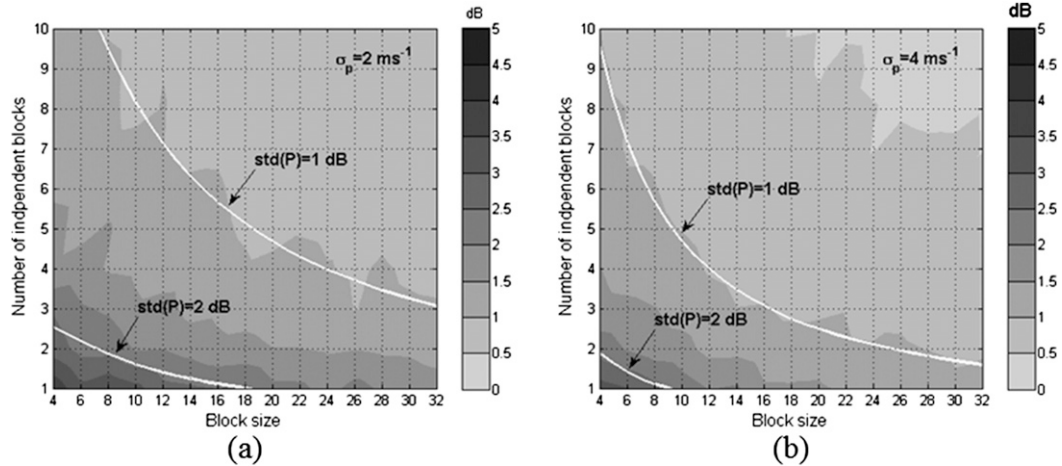 dB
σp=2 ms-1
std(P)=1 dB
std(P)=2 dB
10
9
8
7
6
5
4
3
2
1
4 6 8 10 12 14 16 18 20 22 24 26 28 30 32
5
4.5
4
3.5
3
2.5
2
1.5
1
0.5
0
Number of indpendent blocks
Block size
(a)
dB
σp=4 ms-1
std(P)=1 dB
std(P)=2 dB
10
9
8
7
6
5
4
3
2
1
4 6 8 10 12 14 16 18 20 22 24 26 28 30 32
5
4.5
4
3.5
3
2.5
2
1.5
1
0.5
0
Number of indpendent blocks
Block size
(b)